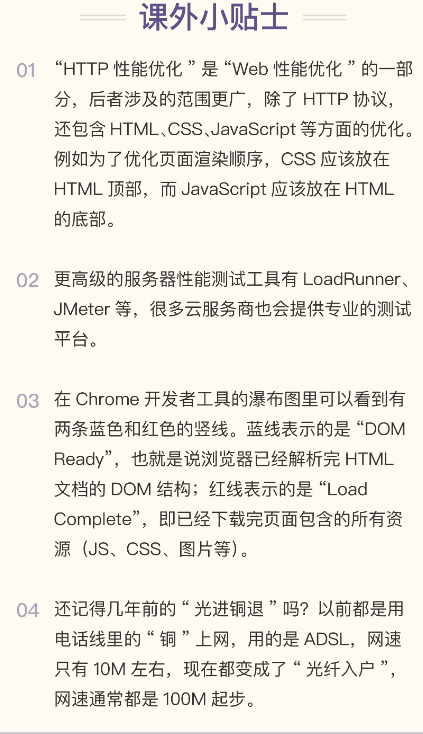 课外小贴士
01 “HTTP 性能优化 ” 是 “Web 性能优化 ” 的一部
分，后者涉及的范围更广，除了 HTTP 协议，
还包含 HTML、CSS、JavaScript 等方面的优化。
例如为了优化页面渲染顺序，CSS 应该放在
HTML 顶部，而 JavaScript 应该放在 HTML
的底部。
02 更高级的服务器性能测试工具有 LoadRunner、
JMeter 等，很多云服务商也会提供专业的测试
平台。
03 在 Chrome 开发者工具的瀑布图里可以看到有
两条蓝色和红色的竖线。蓝线表示的是 “DOM
Ready”，也就是说浏览器已经解析完 HTML
文档的 DOM 结构；红线表示的是 “Load
Complete”，即已经下载完页面包含的所有资
源（JS、CSS、图片等）。
04 还记得几年前的 “ 光进铜退 ” 吗？以前都是用
电话线里的 “ 铜 ” 上网，用的是 ADSL，网速
只有 10M 左右，现在都变成了 “ 光纤入户 ”，
网速通常都是 100M 起步。